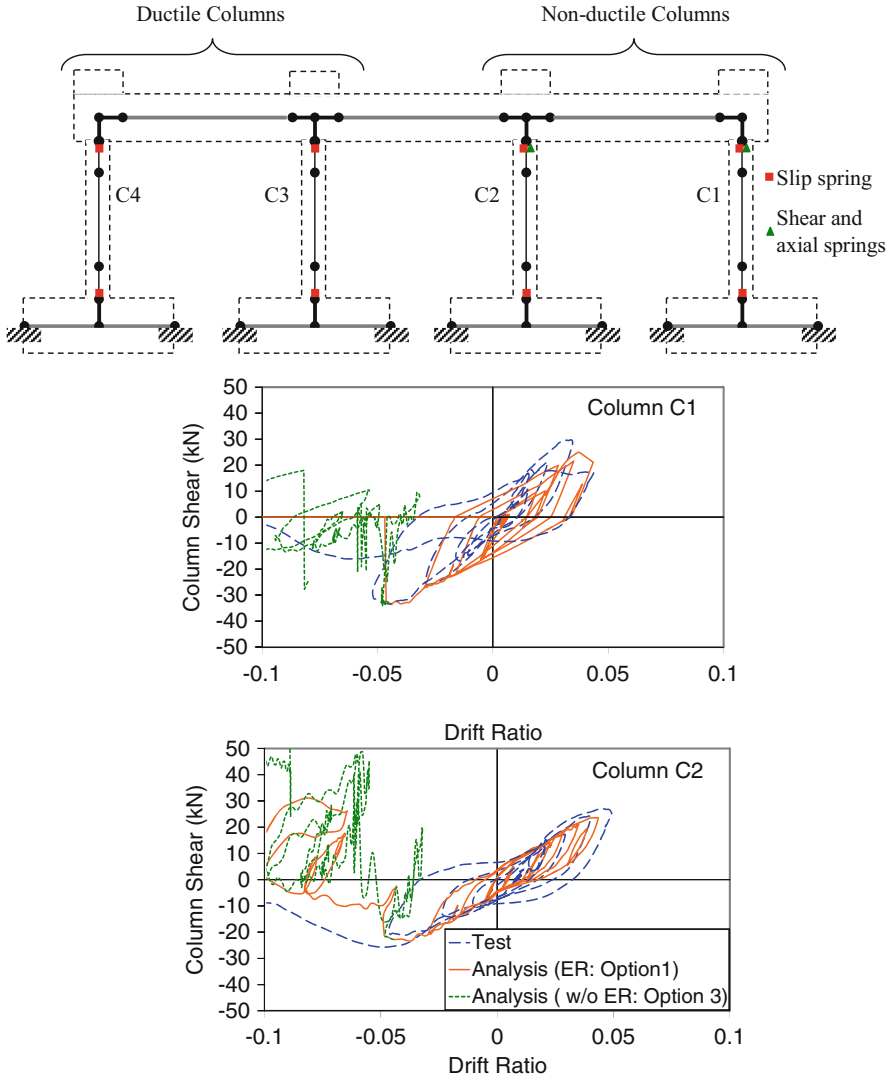 Ductile Columns
Non-ductile Columns
C4
C3
C2
C1
Slip spring
Shear and
axial springs
Column C1
Column Shear (kN)
50
40
30
20
10
0
-10
-20
-30
-40
-50
-0.1
-0.05
0
0.05
0.1
Drift Ratio
Column C2
Column Shear (kN)
50
40
30
20
10
0
-10
-20
-30
-40
-50
Test
Analysis (ER: Option1)
Analysis ( w/o ER: Option 3)
-0.1
-0.05
0
0.05
0.1
Drift Ratio